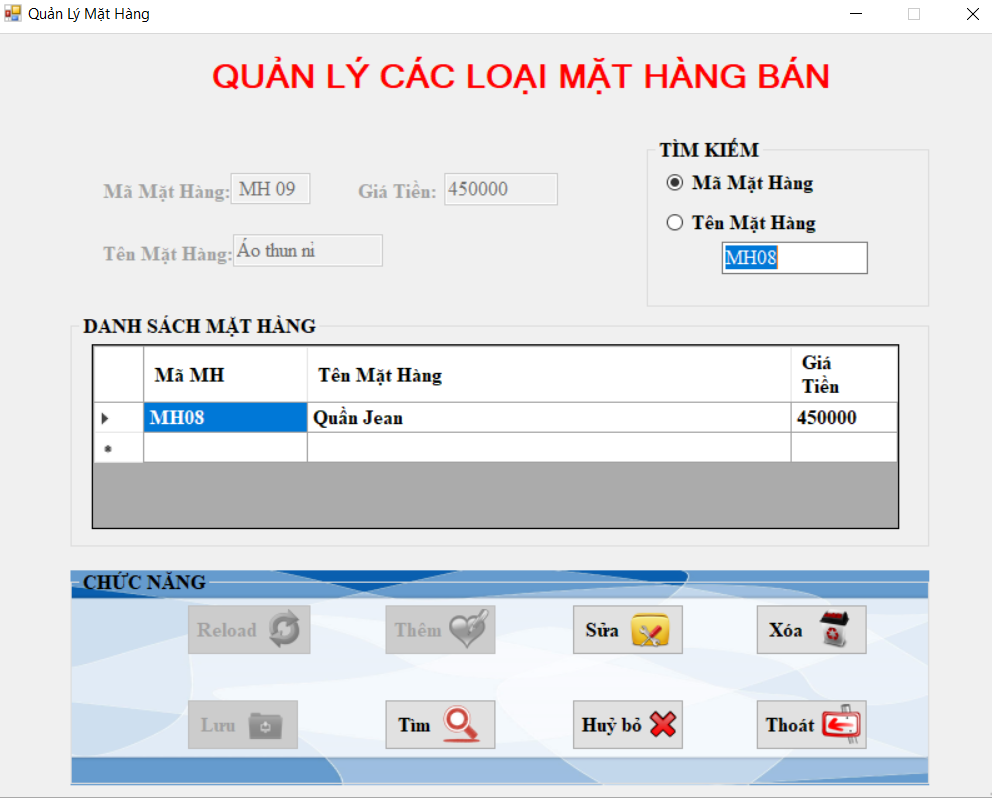 Quản Lý Mặt Hàng
QUẢN LÝ CÁC LOẠI MẶT HÀNG BÁN
Mã Mặt Hàng: MH 09 Giá Tiền: 450000
Tên Mặt Hàng: Áo thun nỉ
TÌM KIẾM
Mã Mặt Hàng
Tên Mặt Hàng
MH08
DANH SÁCH MẶT HÀNG
Mã MH Tên Mặt Hàng Giá Tiền
MH08 Quần Jean 450000
CHỨC NĂNG
Reload Thêm Sửa Xóa
Lưu Tìm Huỷ bỏ Thoát